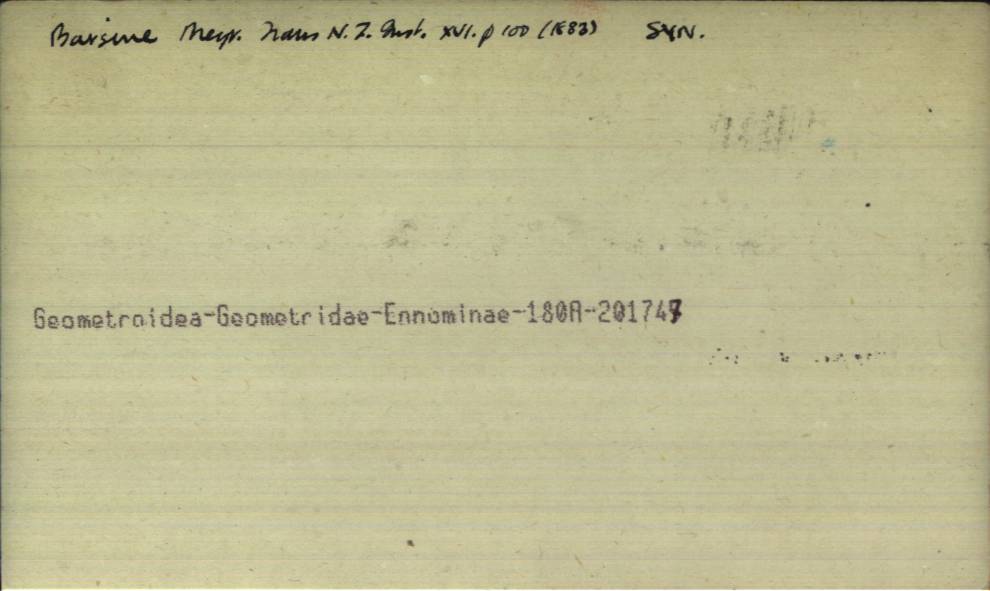 Barsine Meyr. Trans N.Z. Inst. XVI. p 100 (1883) SYN.
Geometroidea-Geometridae-Ennominae-180A-201747